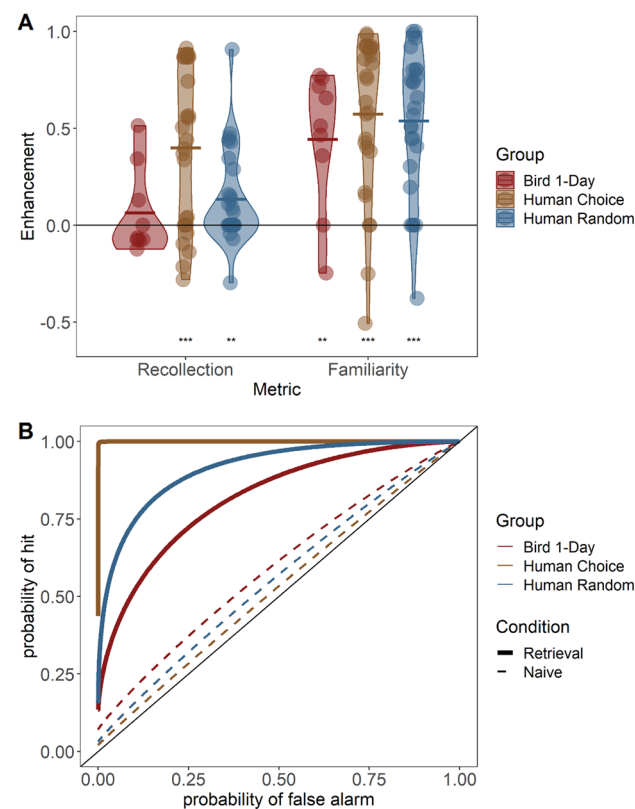 A
1.0
0.5
0.0
-0.5
Enhancement
*** ** ** *** ***
Recollection Familiarity
Metric
Group
Bird 1-Day
Human Choice
Human Random
B
1.00
0.75
0.50
0.25
0.00
probability of hit
0.00 0.25 0.50 0.75 1.00
probability of false alarm
Group
Bird 1-Day
Human Choice
Human Random
Condition
Retrieval
Naive